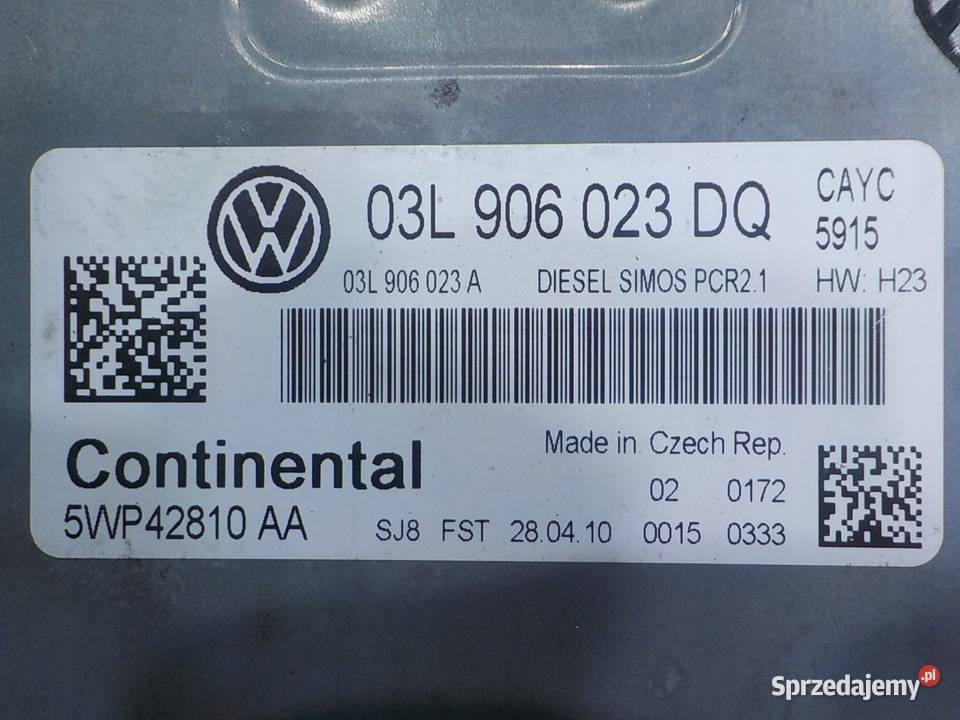 03L 906 023 DQ
CAYC
5915
03L 906 023 A DIESEL SIMOS PCR2.1 HW: H23
Continental
Made in Czech Rep.
02 0172
5WP42810 AA SJ8 FST 28.04.10 0015 0333
Sprzedajemy.pl